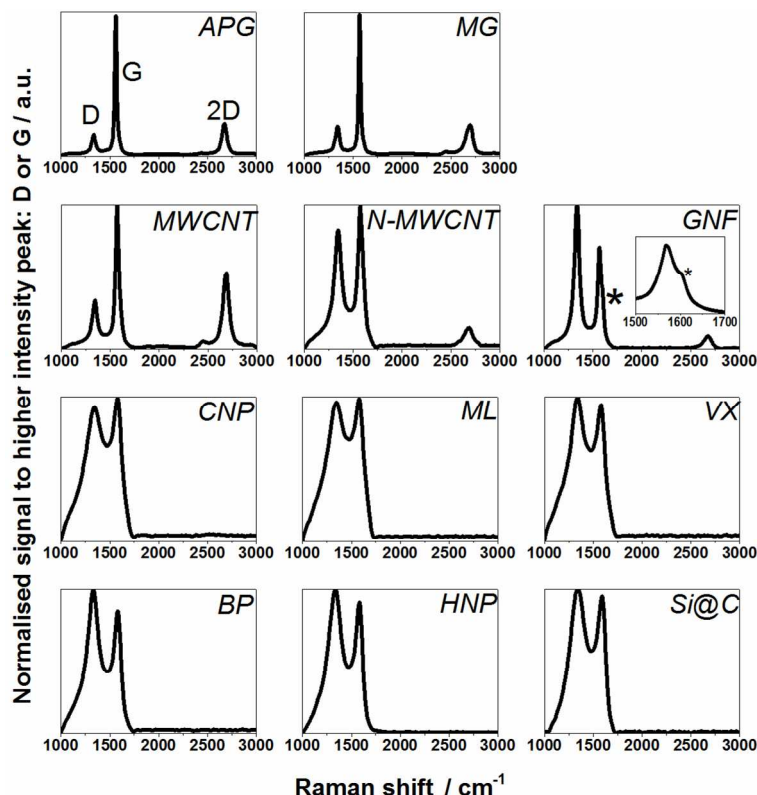 Normalised signal to higher intensity peak: D or G / a.u.
APG
D
G
2D
1000 1500 2000 2500 3000
MG
1000 1500 2000 2500 3000
MWCNT
1000 1500 2000 2500 3000
N-MWCNT
1000 1500 2000 2500 3000
GNF
*
*
1500 1600 1700
1000 1500 2000 2500 3000
CNP
1000 1500 2000 2500 3000
ML
1000 1500 2000 2500 3000
VX
1000 1500 2000 2500 3000
BP
1000 1500 2000 2500 3000
HNP
1000 1500 2000 2500 3000
Si@C
1000 1500 2000 2500 3000
Raman shift / cm⁻¹